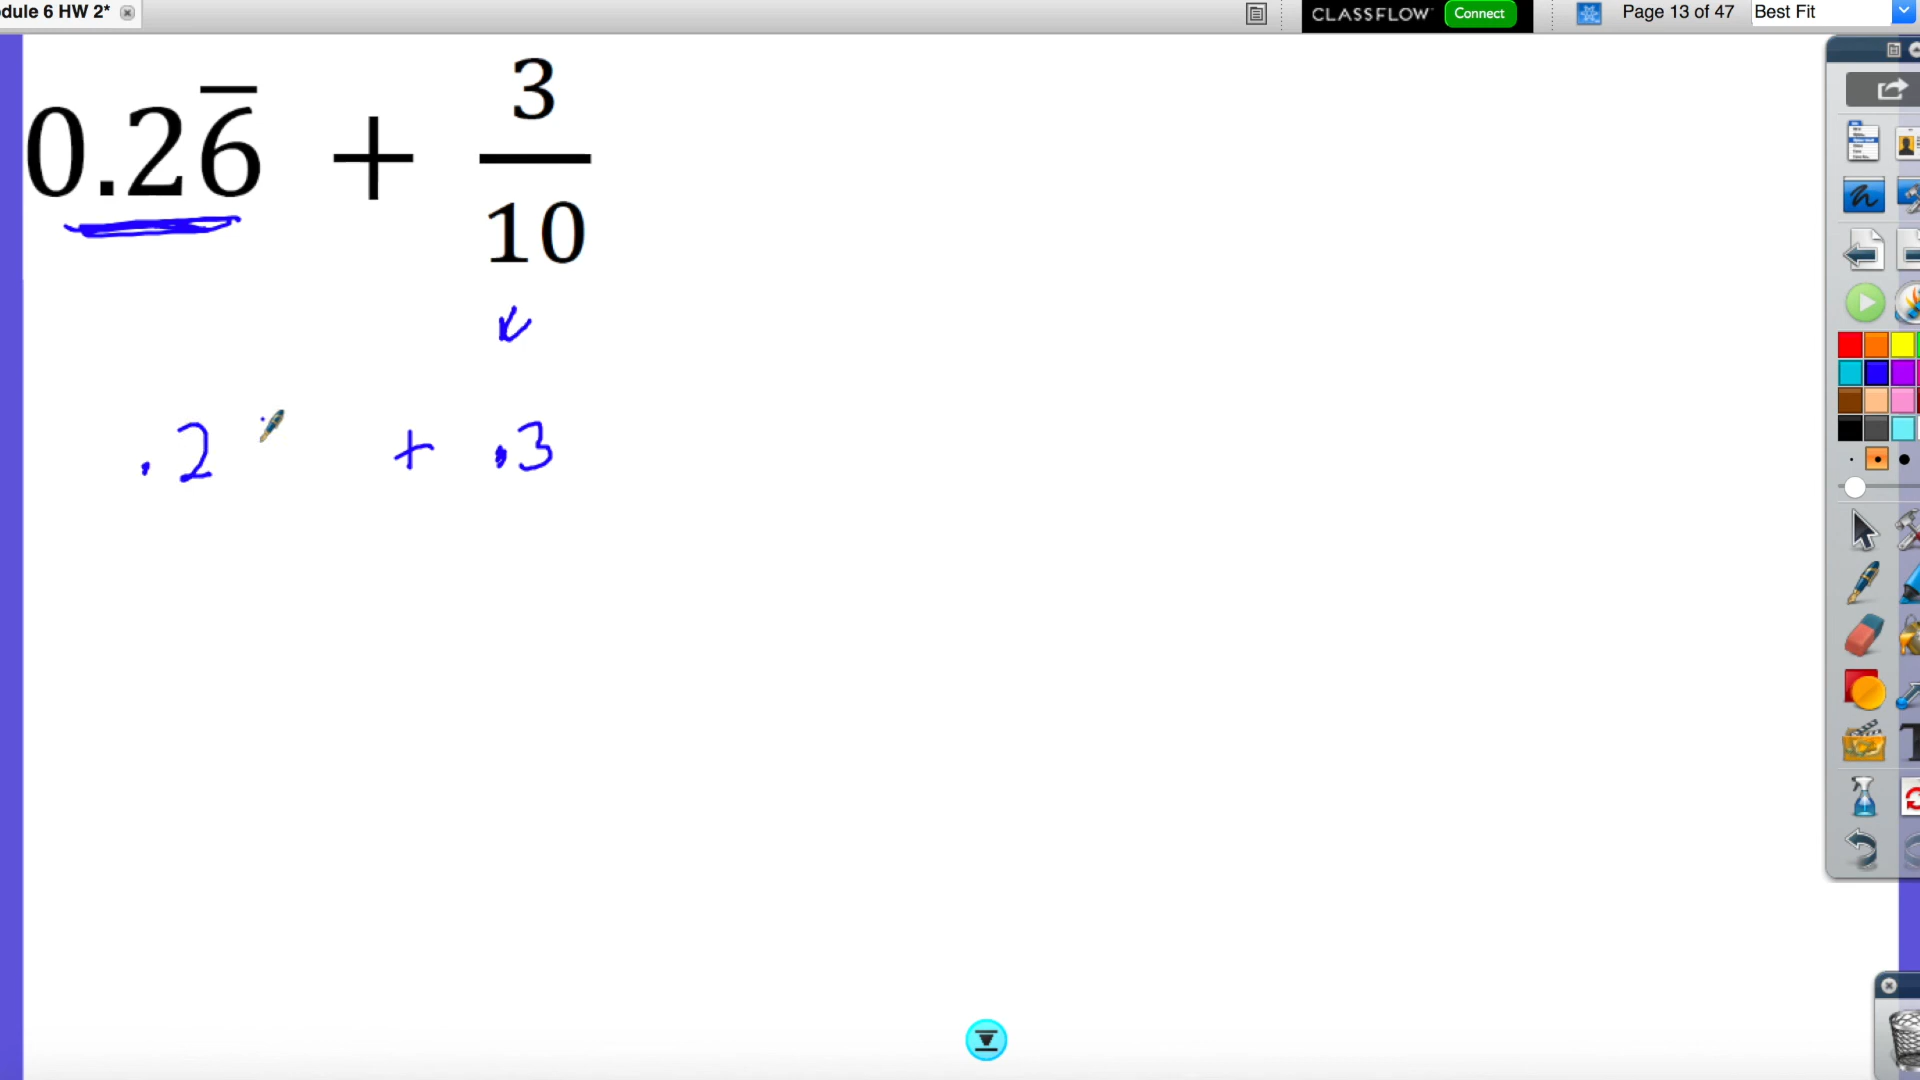 dule 6 HW 2*
CLASSFLOW Connect Page 13 of 47 Best Fit
0.26̅ + 3/10
.2 + .3